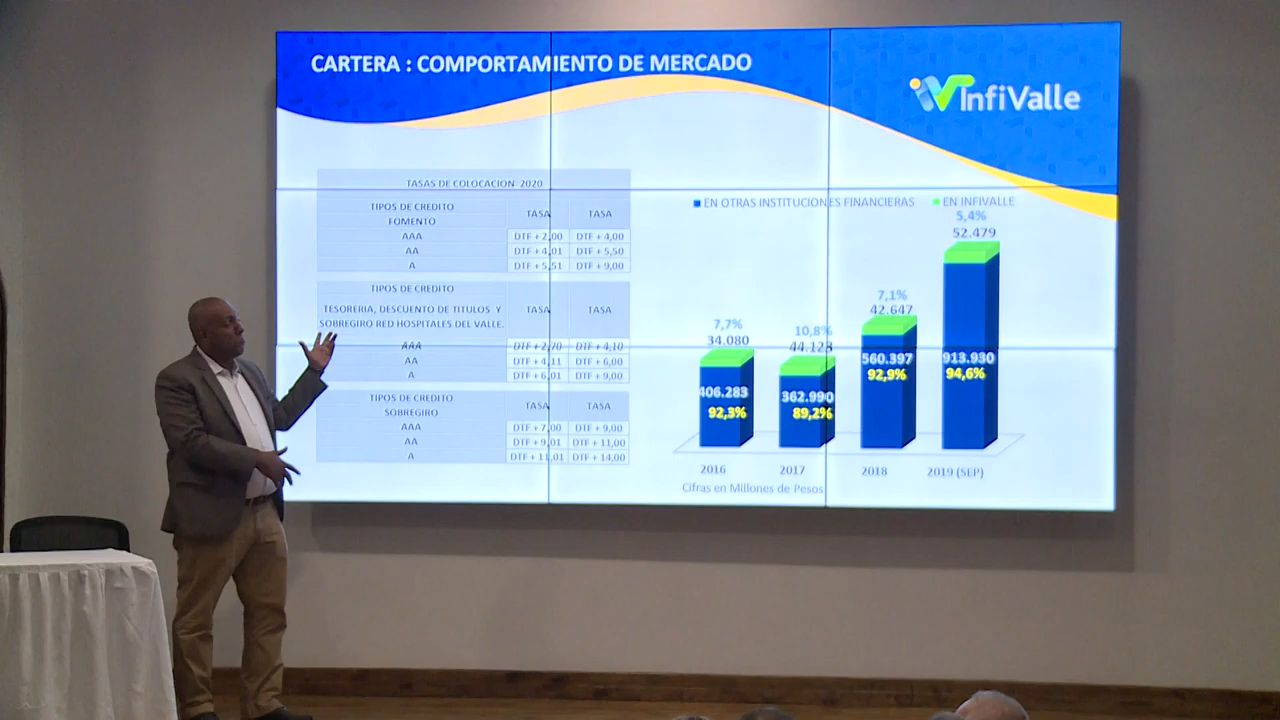 CARTERA : COMPORTAMIENTO DE MERCADO
InfiValle
TASAS DE COLOCACION 2020
TIPOS DE CREDITO
FOMENTO
TASA TASA
AAA DTF + 2,00 DTF + 4,00
AA DTF + 4,01 DTF + 5,50
A DTF + 5,51 DTF + 9,00
TIPOS DE CREDITO
TESORERIA, DESCUENTO DE TITULOS Y
SOBREGIRO RED HOSPITALES DEL VALLE.
TASA TASA
AAA DTF + 2,70 DTF + 4,10
AA DTF + 4,11 DTF + 6,00
A DTF + 6,01 DTF + 9,00
TIPOS DE CREDITO
SOBREGIRO
TASA TASA
AAA DTF + 7,00 DTF + 9,00
AA DTF + 9,01 DTF + 11,00
A DTF + 11,01 DTF + 14,00
EN OTRAS INSTITUCIONES FINANCIERAS EN INFIVALLE
7,7%
34.080
406.283
92,3%
2016
10,8%
44.123
362.990
89,2%
2017
7,1%
42.647
560.397
92,9%
2018
5,4%
52.479
913.930
94,6%
2019 (SEP)
Cifras en Millones de Pesos